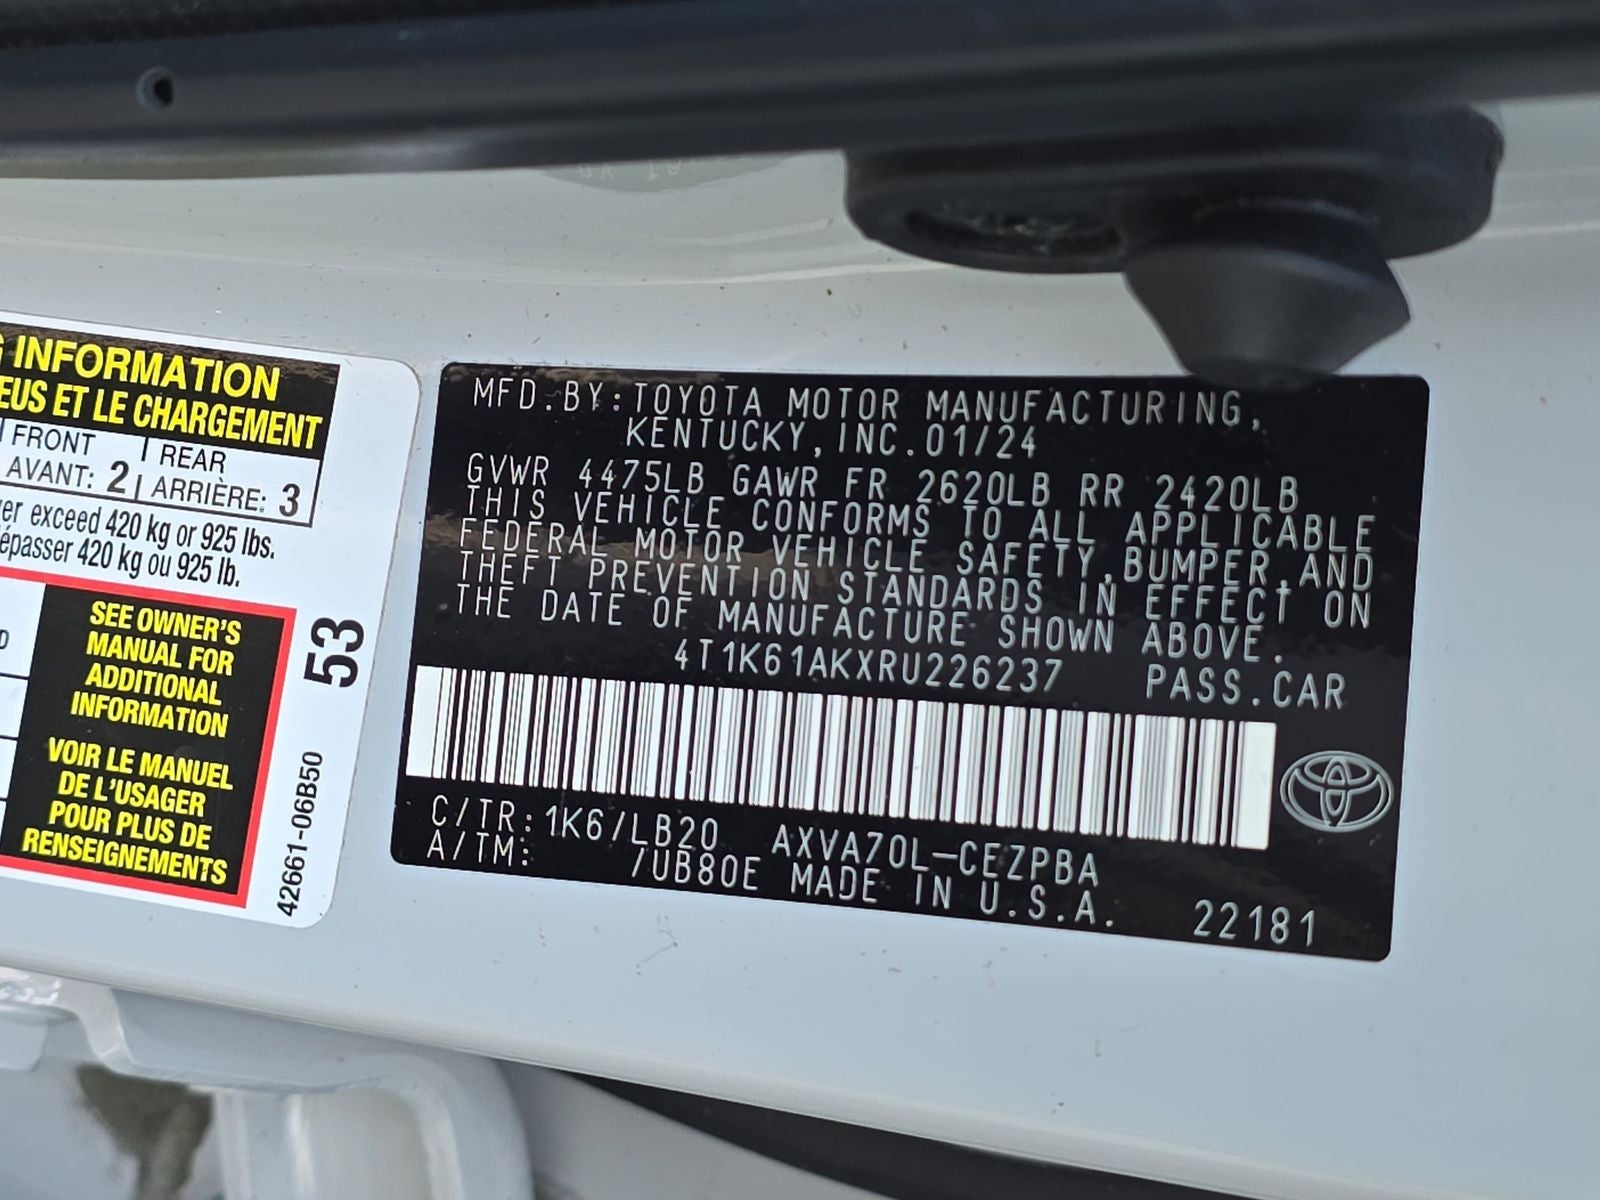 INFORMATION
EUS ET LE CHARGEMENT
FRONT
REAR
AVANT: 2
ARRIÈRE: 3
er exceed 420 kg or 925 lbs.
épasser 420 kg ou 925 lb.
SEE OWNER'S
MANUAL FOR
ADDITIONAL
INFORMATION
VOIR LE MANUEL
DE L'USAGER
POUR PLUS DE
RENSEIGNEMENTS
53
42661-06B50
MFD.BY:TOYOTA MOTOR MANUFACTURING,
KENTUCKY,INC.01/24
GVWR 4475LB GAWR FR 2620LB RR 2420LB
THIS VEHICLE CONFORMS TO ALL APPLICABLE
FEDERAL MOTOR VEHICLE SAFETY,BUMPER,AND
THEFT PREVENTION STANDARDS IN EFFECT ON
THE DATE OF MANUFACTURE SHOWN ABOVE.
4T1K61AKXRU226237 PASS.CAR
C/TR:1K6/LB20 AXVA70L-CEZPBA
A/TM: /UB80E MADE IN U.S.A. 22181